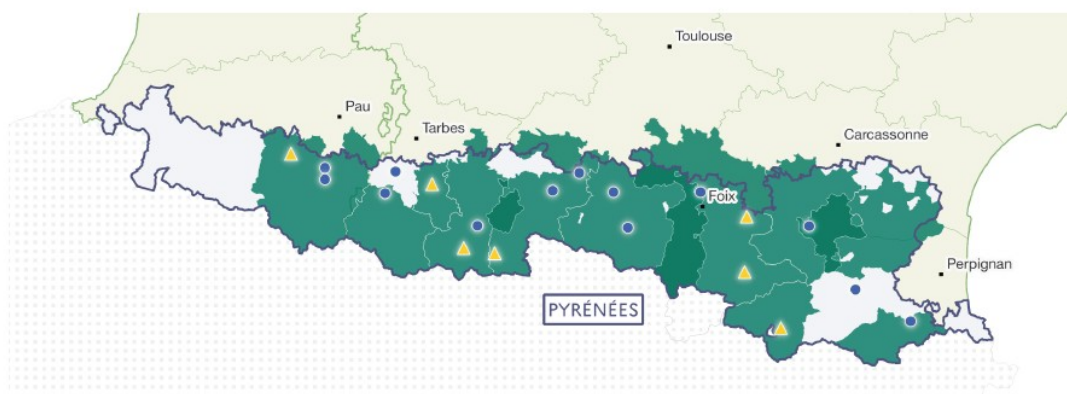 Toulouse
Pau
Tarbes
Carcassonne
Foix
Perpignan
PYRÉNÉES